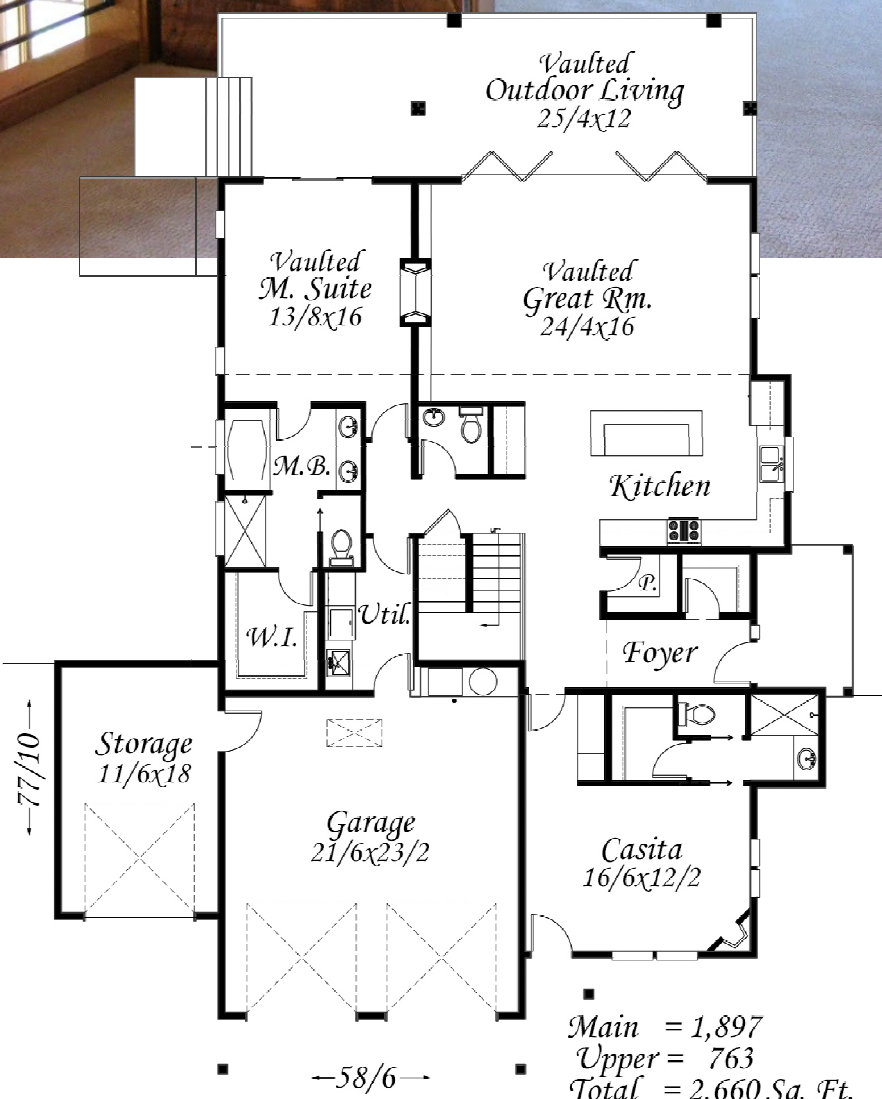 Vaulted
Outdoor Living
25/4x12
Vaulted
M. Suite
13/8x16
Vaulted
Great Rm.
24/4x16
M.B.
Kitchen
P.
Util.
W.I.
Foyer
Storage
11/6x18
77/10
Garage
21/6x23/2
Casita
16/6x12/2
58/6
Main = 1,897
Upper = 763
Total = 2,660 Sq. Ft.